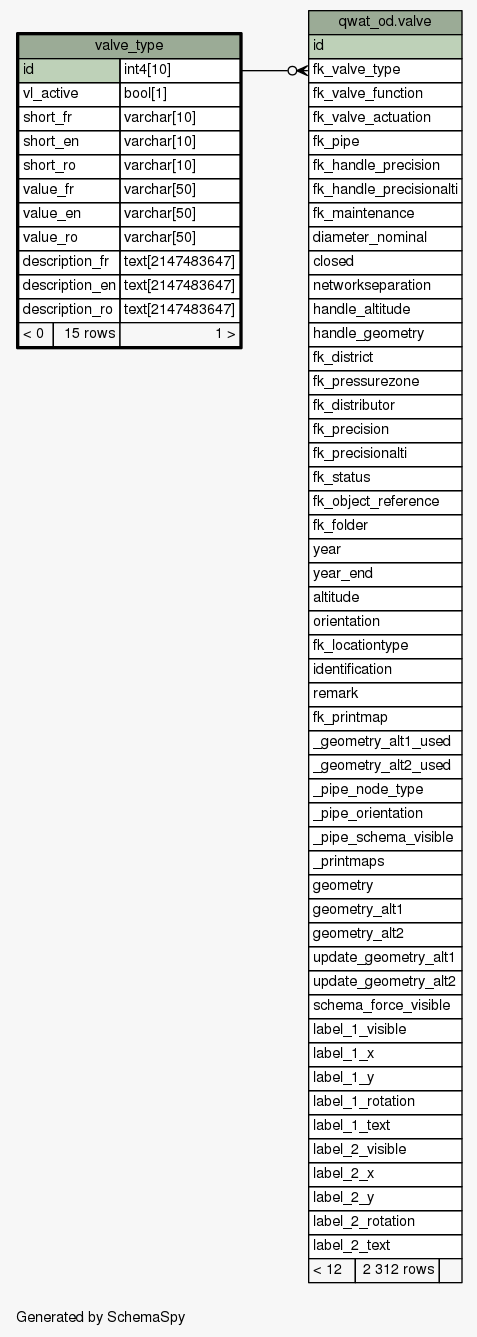 valve_type
id int4[10]
vl_active bool[1]
short_fr varchar[10]
short_en varchar[10]
short_ro varchar[10]
value_fr varchar[50]
value_en varchar[50]
value_ro varchar[50]
description_fr text[2147483647]
description_en text[2147483647]
description_ro text[2147483647]
< 0 15 rows 1 >
qwat_od.valve
id
fk_valve_type
fk_valve_function
fk_valve_actuation
fk_pipe
fk_handle_precision
fk_handle_precisionalti
fk_maintenance
diameter_nominal
closed
networkseparation
handle_altitude
handle_geometry
fk_district
fk_pressurezone
fk_distributor
fk_precision
fk_precisionalti
fk_status
fk_object_reference
fk_folder
year
year_end
altitude
orientation
fk_locationtype
identification
remark
fk_printmap
_geometry_alt1_used
_geometry_alt2_used
_pipe_node_type
_pipe_orientation
_pipe_schema_visible
_printmaps
geometry
geometry_alt1
geometry_alt2
update_geometry_alt1
update_geometry_alt2
schema_force_visible
label_1_visible
label_1_x
label_1_y
label_1_rotation
label_1_text
label_2_visible
label_2_x
label_2_y
label_2_rotation
label_2_text
< 12 2 312 rows
Generated by SchemaSpy